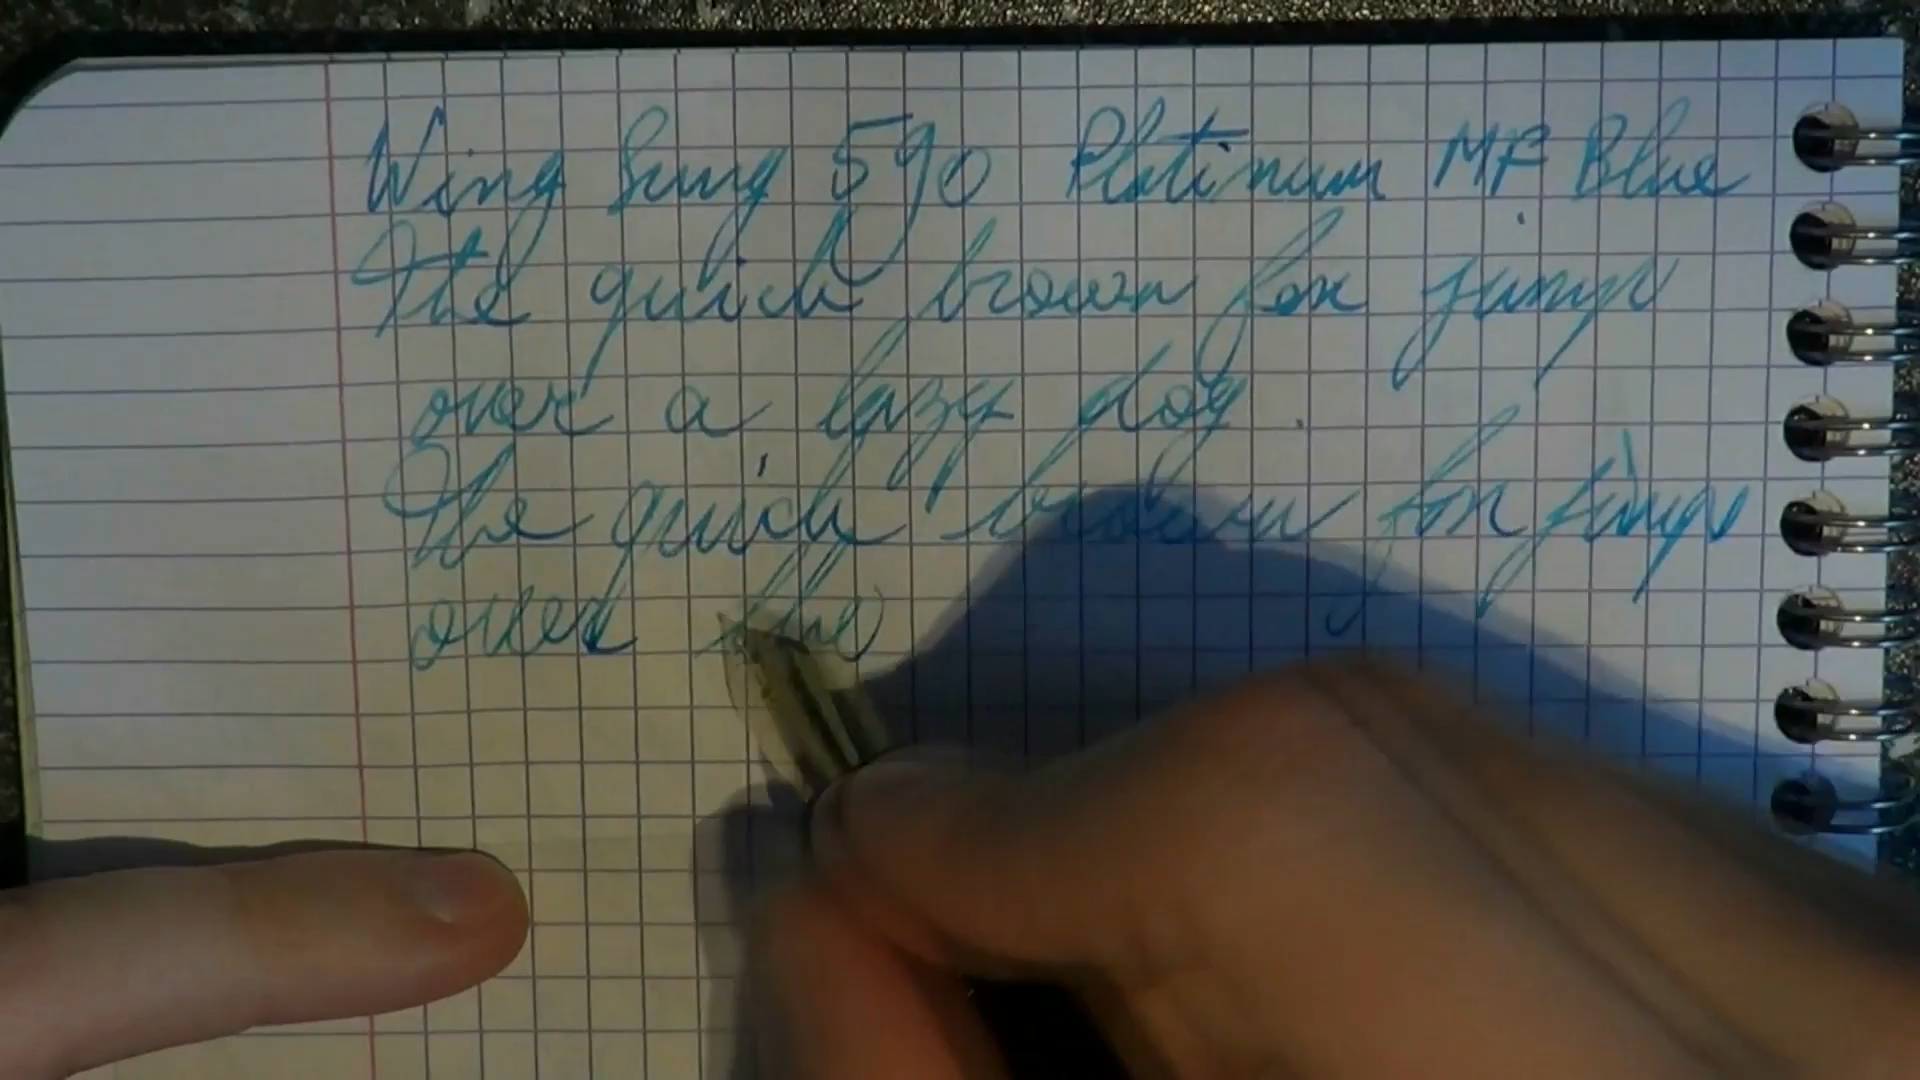 Wing Sung 590 Platinum MF Blue
The quick brown fox jump
over a lazy dog.
The quick brown fox jumps
over the